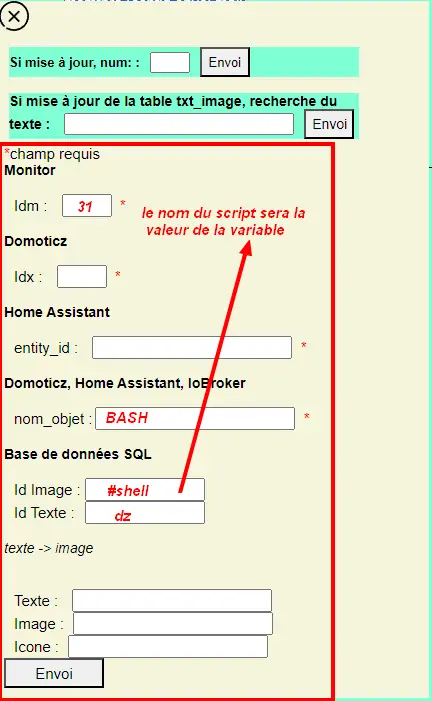 Si mise à jour, num: : Envoi
Si mise à jour de la table txt_image, recherche du
texte : Envoi
*champ requis
Monitor
Idm : 31 *
le nom du script sera la
valeur de la variable
Domoticz
Idx : *
Home Assistant
entity_id : *
Domoticz, Home Assistant, IoBroker
nom_objet : BASH *
Base de données SQL
Id Image : #shell
Id Texte : dz
texte -> image
Texte :
Image :
Icone :
Envoi